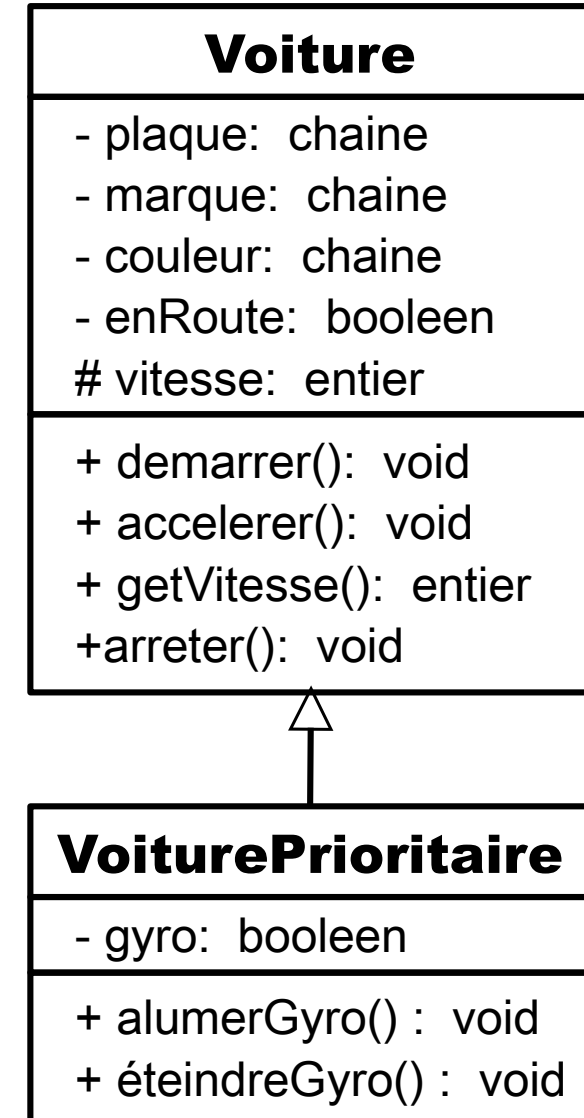 Voiture
- plaque: chaine
- marque: chaine
- couleur: chaine
- enRoute: booleen
# vitesse: entier
+ demarrer(): void
+ accelerer(): void
+ getVitesse(): entier
+arreter(): void
VoiturePrioritaire
- gyro: booleen
+ alumerGyro() : void
+ éteindreGyro() : void